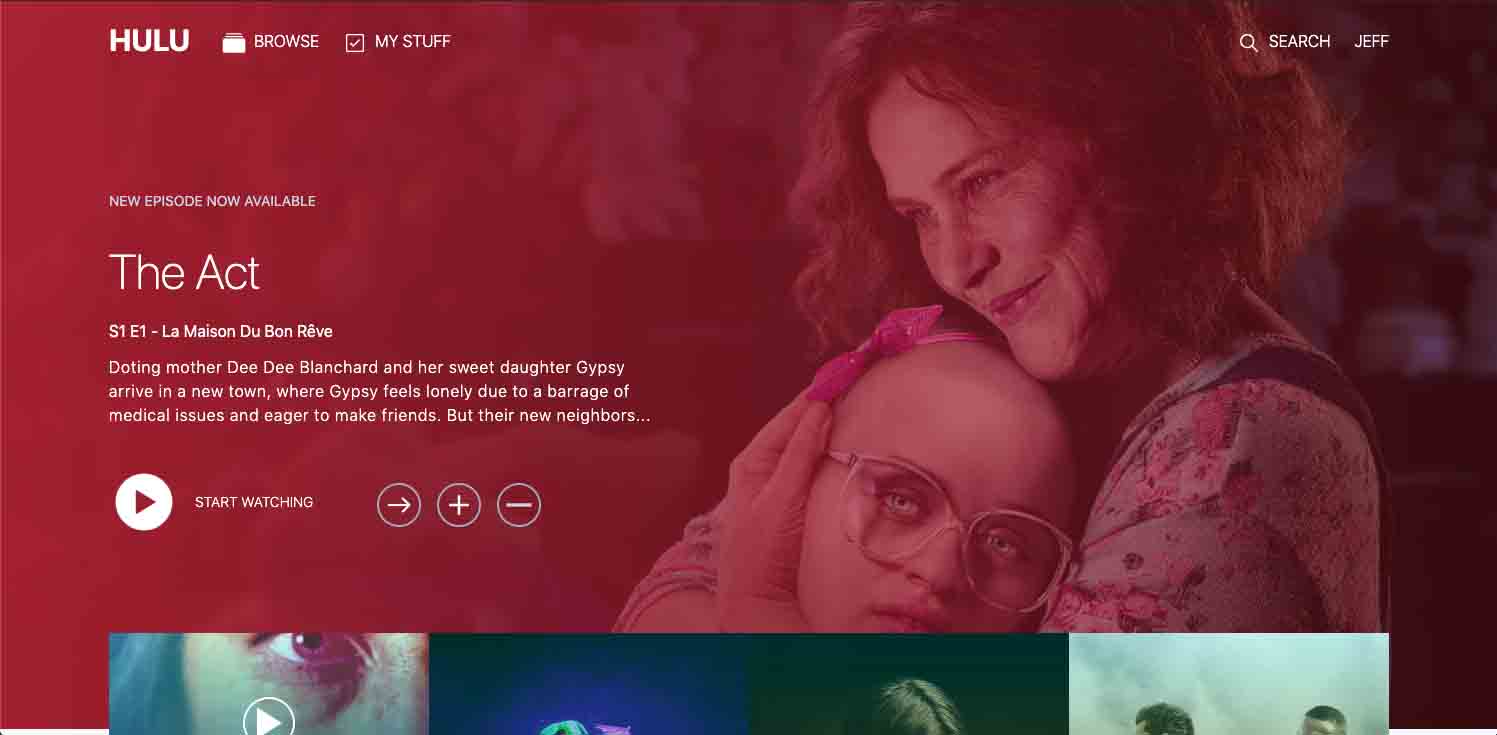 HULU
BROWSE
MY STUFF
SEARCH
JEFF
NEW EPISODE NOW AVAILABLE
The Act
S1 E1 - La Maison Du Bon Rêve
Doting mother Dee Dee Blanchard and her sweet daughter Gypsy
arrive in a new town, where Gypsy feels lonely due to a barrage of
medical issues and eager to make friends. But their new neighbors...
START WATCHING